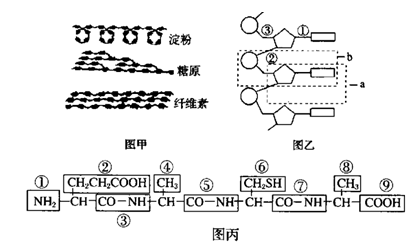 淀粉
糖原
纤维素
图甲
③ ①
② b
a
图乙
① ② ④ ⑥ ⑧ ⑨
CH₂CH₂COOH CH₃ ⑤ CH₂SH ⑦ CH₃
NH₂—CH—CO—NH—CH—CO—NH—CH—CO—NH—CH—COOH
③
图丙